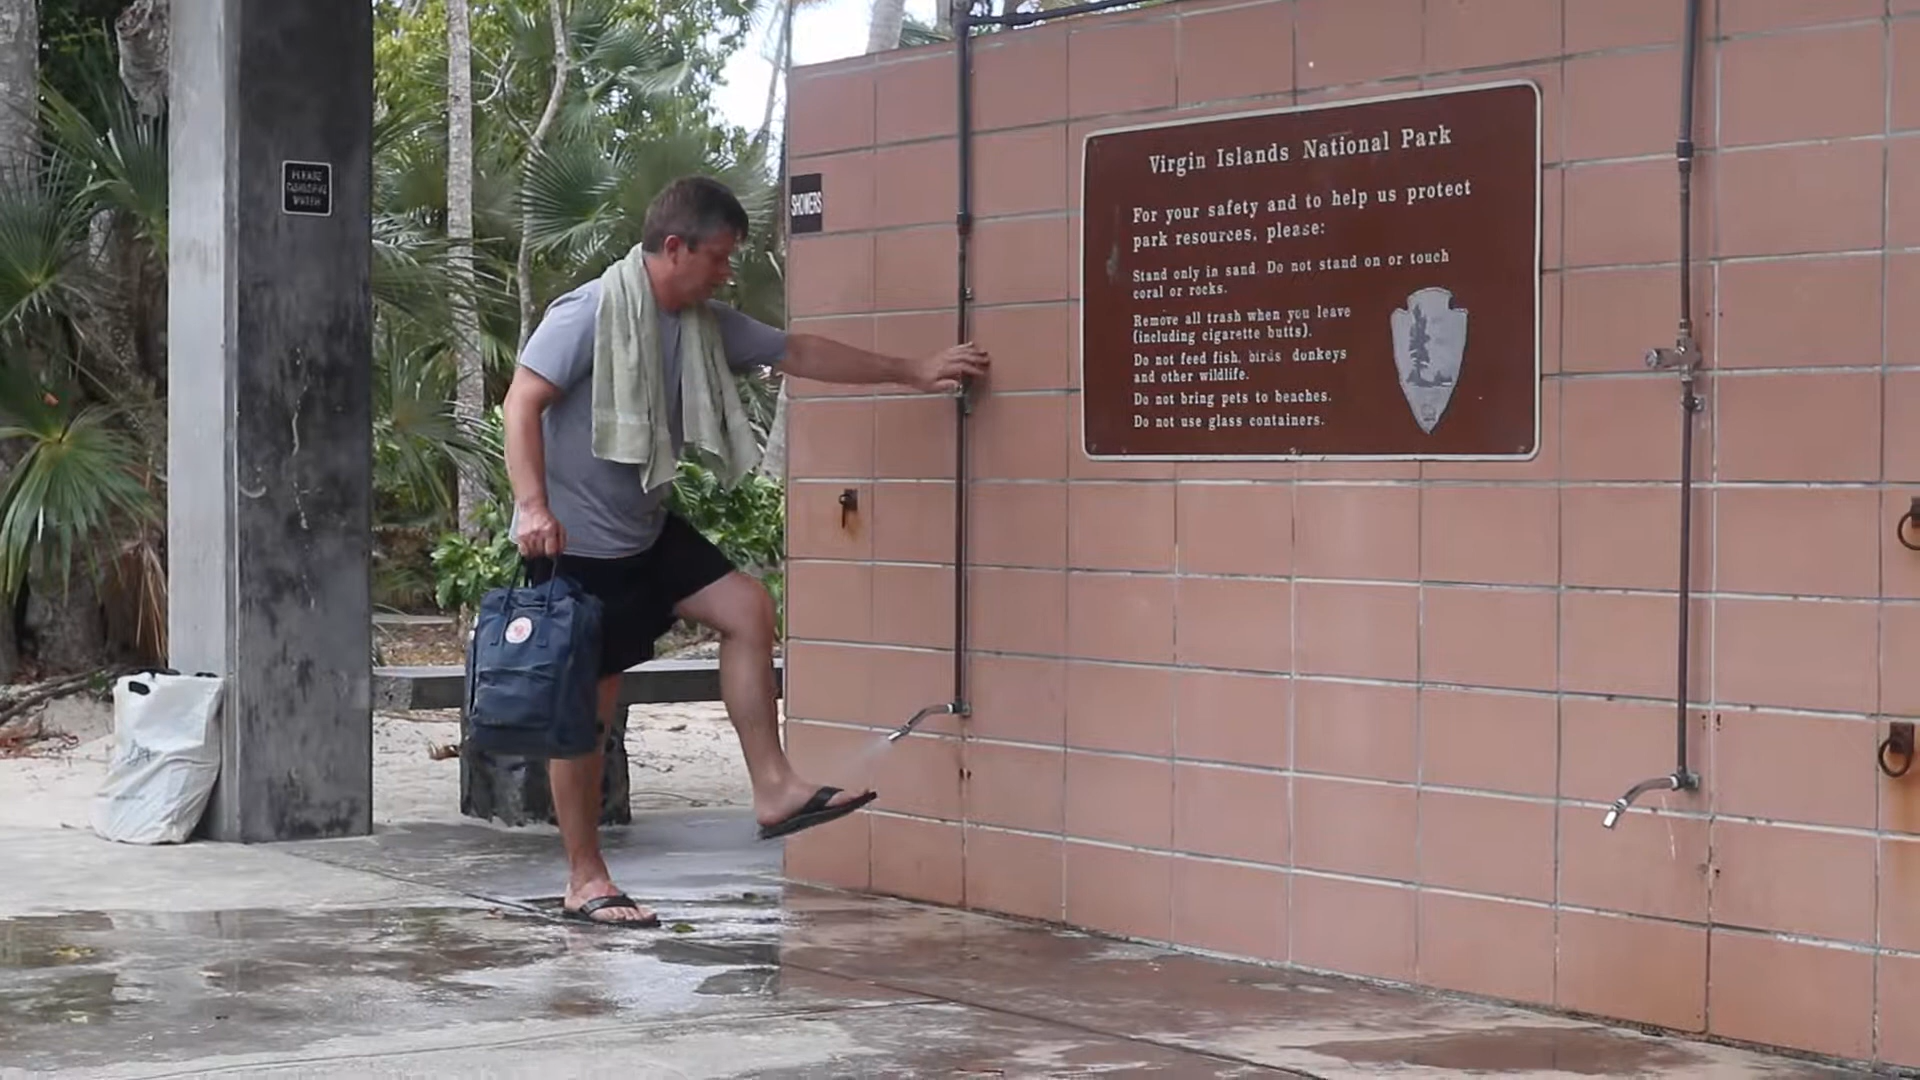 PLEASE
CONSERVE
WATER
SHOWERS
Virgin Islands National Park
For your safety and to help us protect
park resources, please:
Stand only in sand. Do not stand on or touch
coral or rocks.
Remove all trash when you leave
(including cigarette butts).
Do not feed fish, birds donkeys
and other wildlife.
Do not bring pets to beaches.
Do not use glass containers.